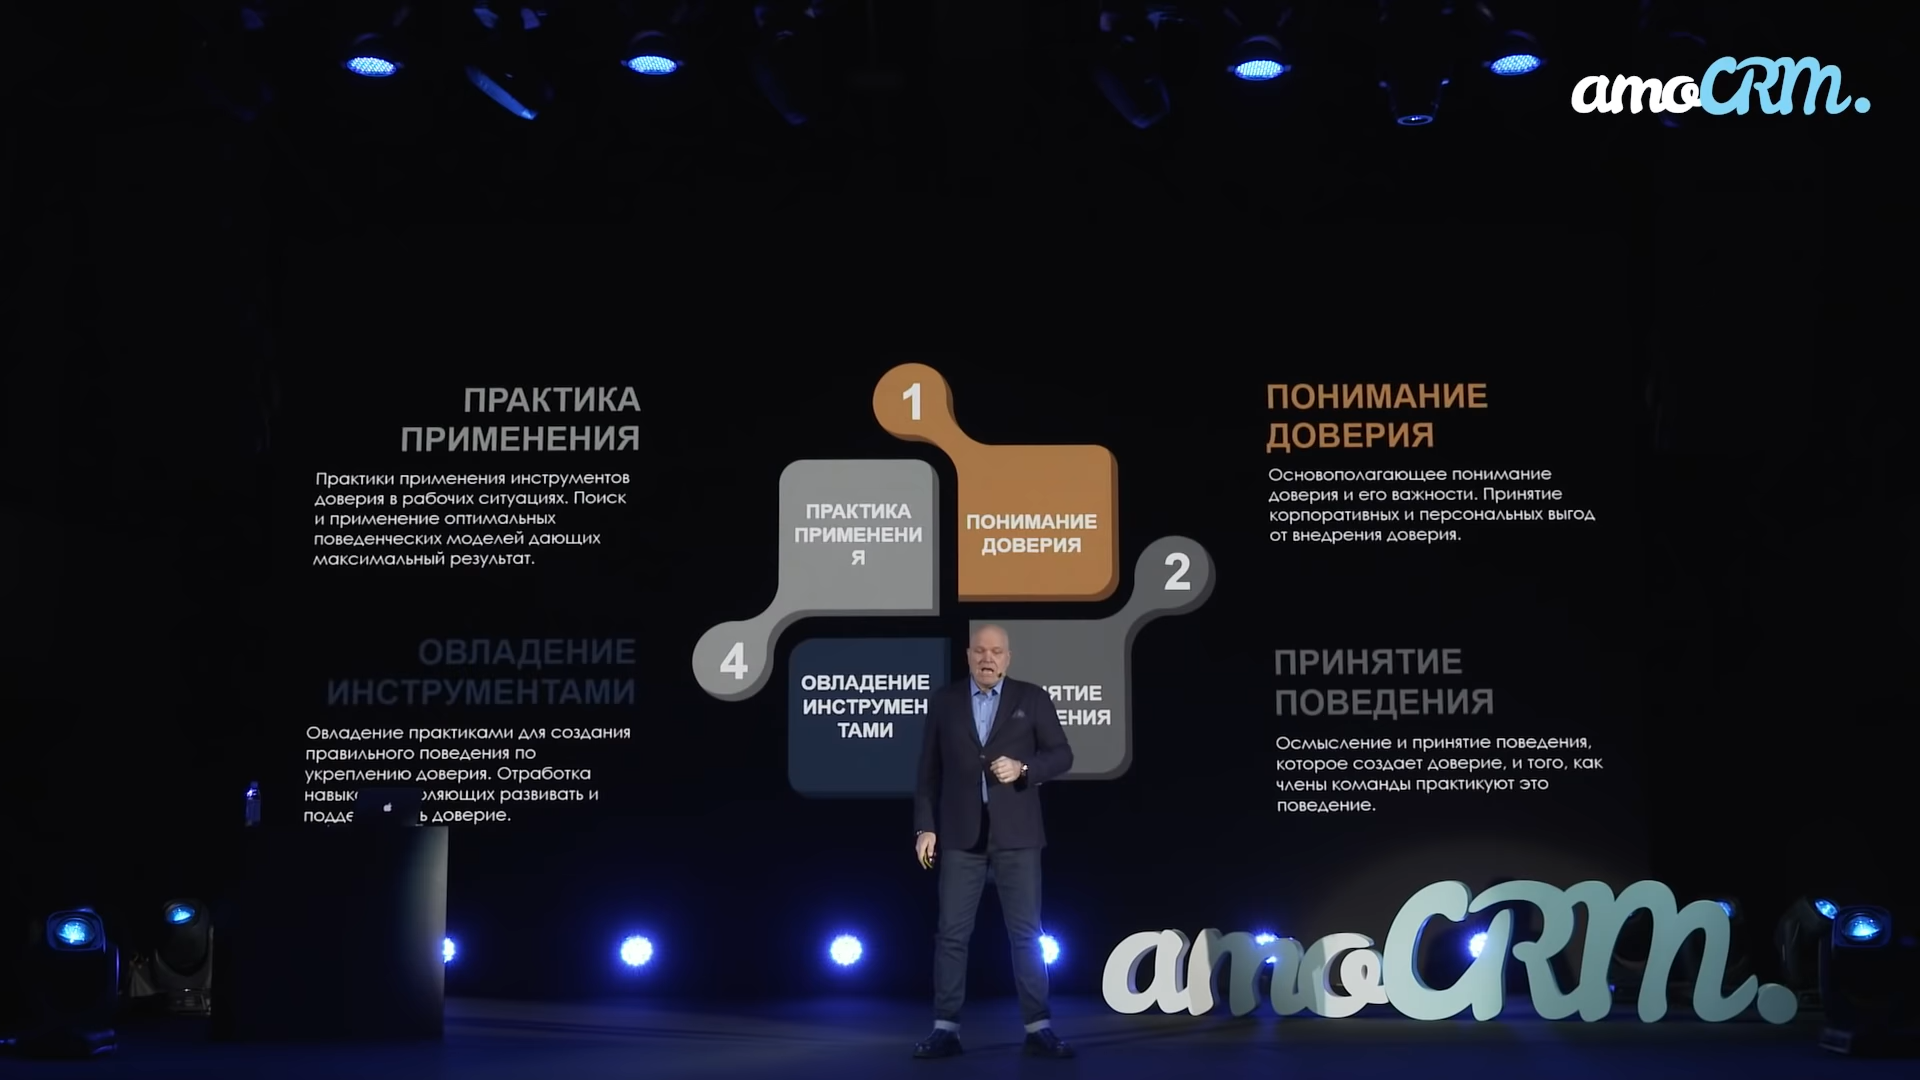 amoCRM.
ПРАКТИКА
ПРИМЕНЕНИЯ
Практики применения инструментов
доверия в рабочих ситуациях. Поиск
и применение оптимальных
поведенческих моделей дающих
максимальный результат.
1
ПРАКТИКА
ПРИМЕНЕНИ
Я
ПОНИМАНИЕ
ДОВЕРИЯ
ПОНИМАНИЕ
ДОВЕРИЯ
Основополагающее понимание
доверия и его важности. Принятие
корпоративных и персональных выгод
от внедрения доверия.
2
4
ОВЛАДЕНИЕ
ИНСТРУМЕНТАМИ
Овладение практиками для создания
правильного поведения по
укреплению доверия. Отработка
развивать и
доверие.
ОВЛАДЕНИЕ
ИНСТРУМЕН
ТАМИ
ПРИНЯТИЕ
ПОВЕДЕНИЯ
Осмысление и принятие поведения,
которое создает доверие, и того, как
члены команды практикуют это
поведение.
amoCRM.